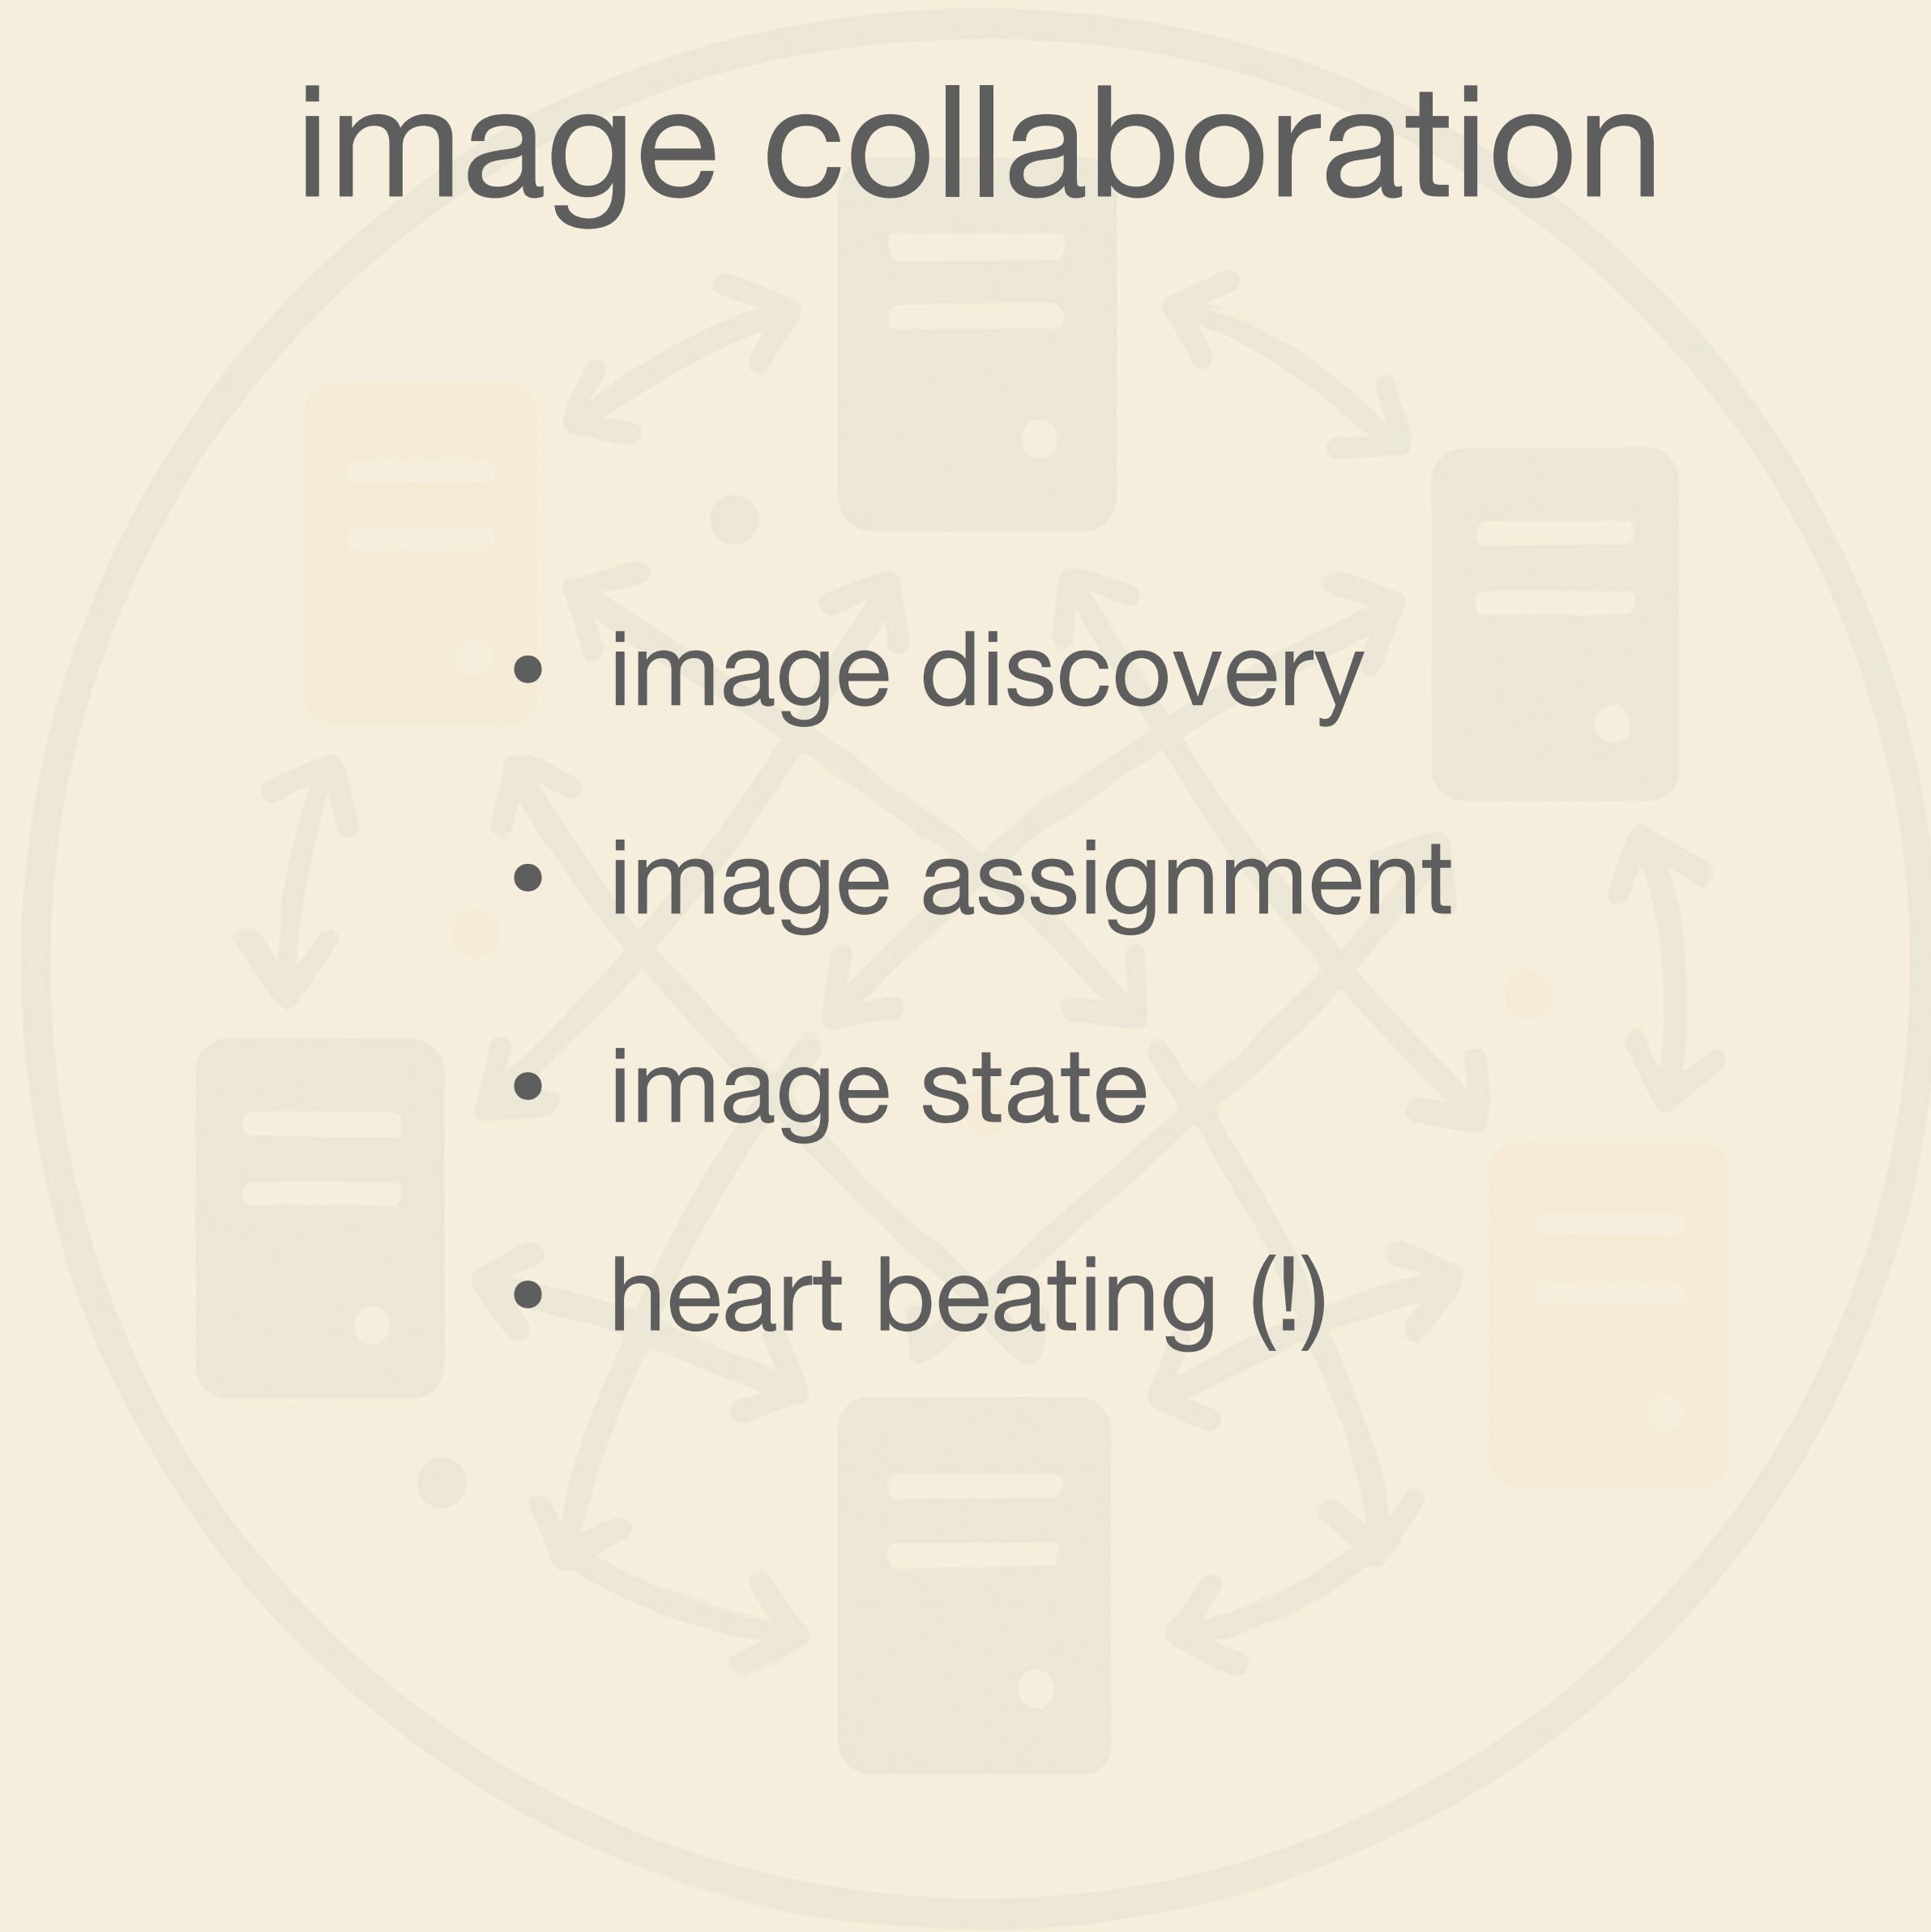 image collaboration
• image discovery
• image assignment
• image state
• heart beating (!)